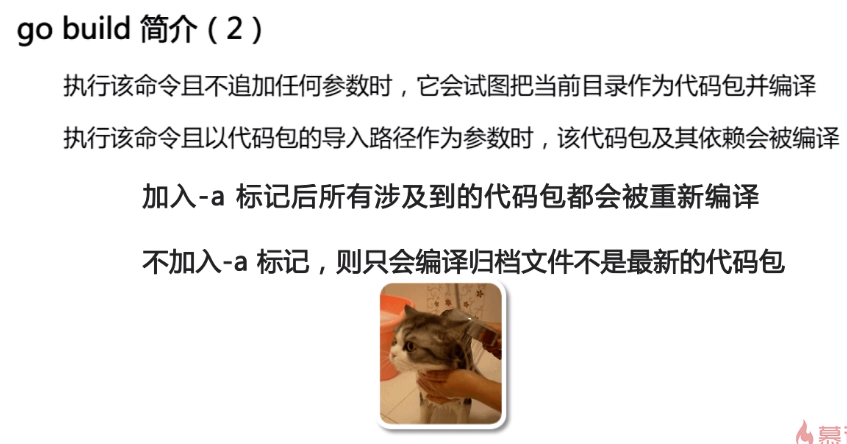 go build 简介（2）
执行该命令且不追加任何参数时，它会试图把当前目录作为代码包并编译
执行该命令且以代码包的导入路径作为参数时，该代码包及其依赖会被编译
加入-a 标记后所有涉及到的代码包都会被重新编译
不加入-a 标记，则只会编译归档文件不是最新的代码包
慕